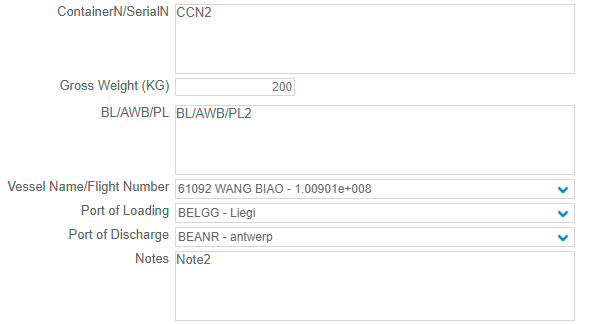 ContainerN/SerialN CCN2
Gross Weight (KG) 200
BL/AWB/PL BL/AWB/PL2
Vessel Name/Flight Number 61092 WANG BIAO - 1.00901e+008
Port of Loading BELGG - Liegi
Port of Discharge BEANR - antwerp
Notes Note2